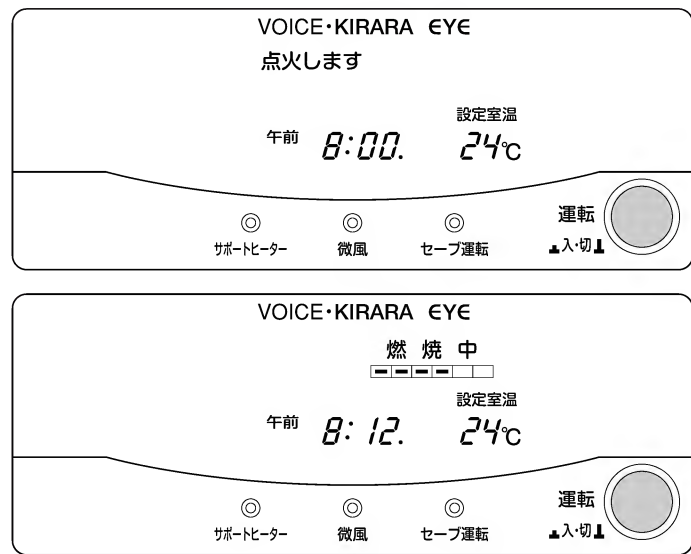 VOICE・KIRARA EYE
点火します
設定室温
午前 8:00. 24℃
運転
サポートヒーター 微風 セーブ運転 入・切
VOICE・KIRARA EYE
燃焼中
設定室温
午前 8:12. 24℃
運転
サポートヒーター 微風 セーブ運転 入・切